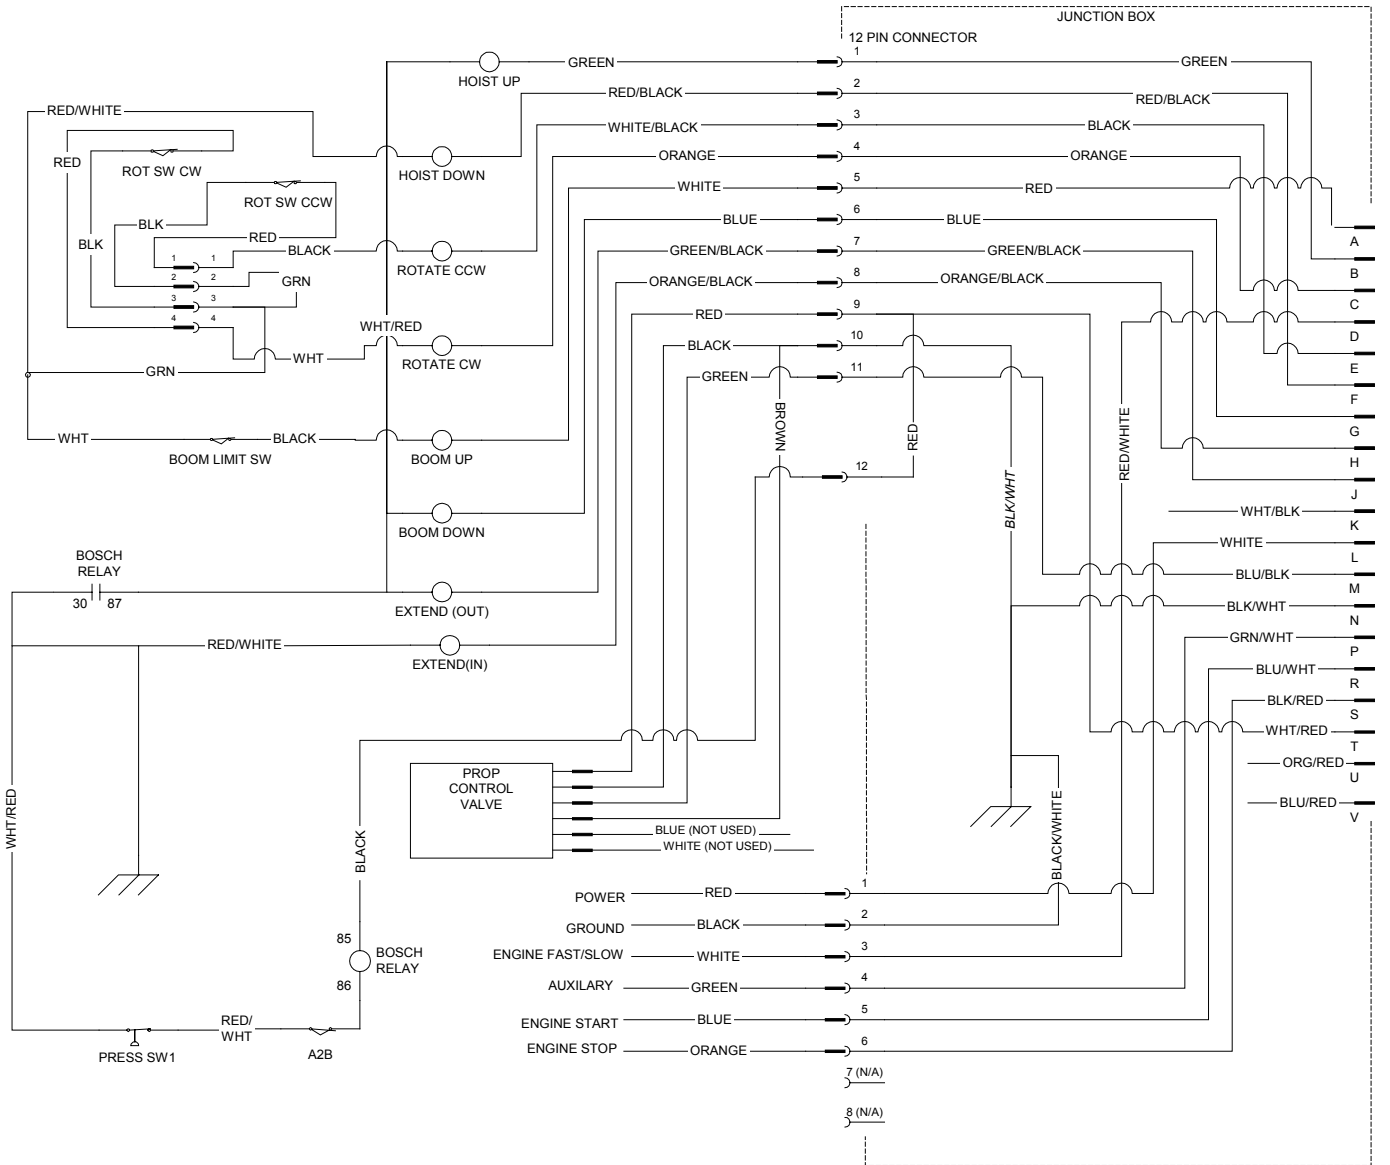 JUNCTION BOX
12 PIN CONNECTOR
1
HOIST UP
GREEN
GREEN
2
RED/BLACK
RED/BLACK
RED/WHITE
3
WHITE/BLACK
BLACK
RED
ROT SW CW
HOIST DOWN
ORANGE
4
ORANGE
ROT SW CCW
WHITE
5
RED
BLK
BLK
RED
BLUE
6
BLUE
A
1
1
BLACK
ROTATE CCW
GREEN/BLACK
7
GREEN/BLACK
B
2
2
GRN
ORANGE/BLACK
8
ORANGE/BLACK
3
3
C
4
4
WHT/RED
RED
9
D
WHT
ROTATE CW
BLACK
10
GRN
GREEN
11
E
F
BROWN
RED
RED/WHITE
WHT
BOOM LIMIT SW
BLACK
BOOM UP
G
12
H
BLK/WHT
J
BOOM DOWN
WHT/BLK
K
WHITE
L
BOSCH
RELAY
30
87
EXTEND (OUT)
BLU/BLK
M
BLK/WHT
N
RED/WHITE
EXTEND(IN)
GRN/WHT
P
BLU/WHT
R
BLK/RED
S
WHT/RED
T
ORG/RED
U
BLU/RED
V
PROP
CONTROL
VALVE
BLUE (NOT USED)
WHITE (NOT USED)
WHT/RED
BLACK
BLACK/WHITE
POWER
RED
1
GROUND
BLACK
2
ENGINE FAST/SLOW
WHITE
3
AUXILARY
GREEN
4
ENGINE START
BLUE
5
ENGINE STOP
ORANGE
6
7 (N/A)
8 (N/A)
85
BOSCH
RELAY
86
PRESS SW1
RED/
WHT
A2B